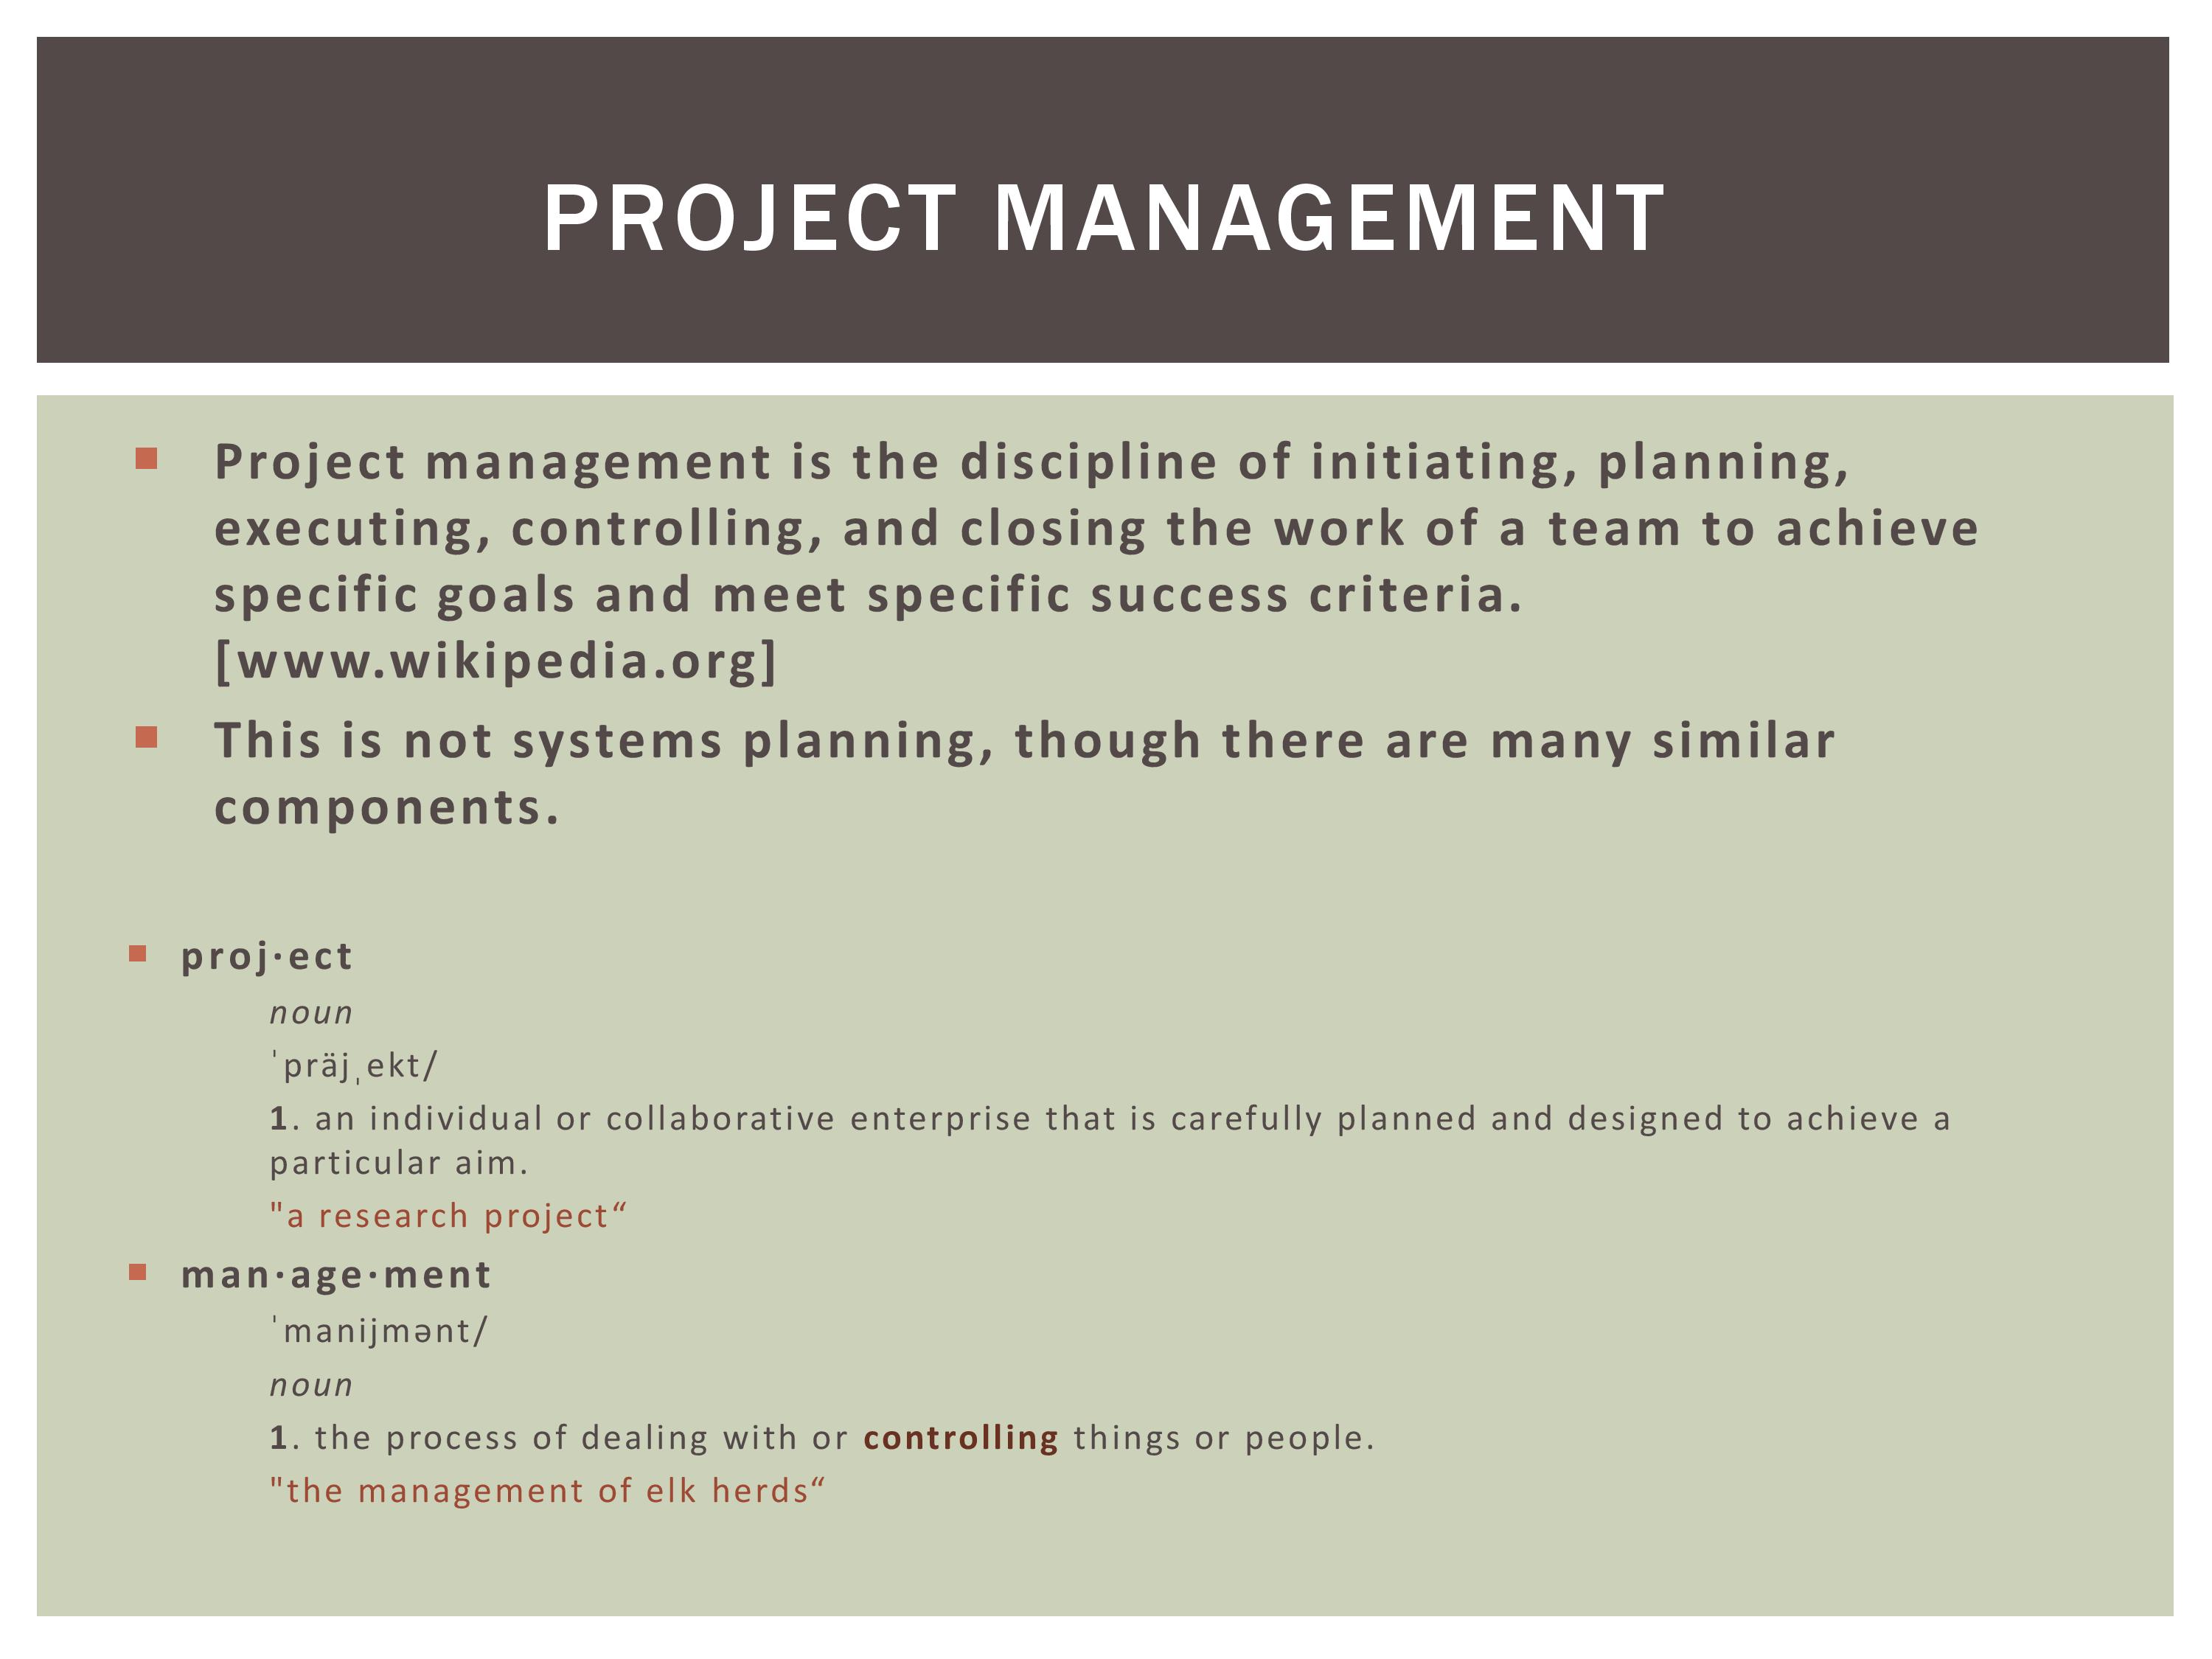 PROJECT MANAGEMENT
Project management is the discipline of initiating, planning,
executing, controlling, and closing the work of a team to achieve
specific goals and meet specific success criteria.
[www.wikipedia.org]
This is not systems planning, though there are many similar
components.
proj·ect
noun
ˈpräjˌekt/
1. an individual or collaborative enterprise that is carefully planned and designed to achieve a
particular aim.
"a research project“
man·age·ment
ˈmanijmənt/
noun
1. the process of dealing with or controlling things or people.
"the management of elk herds“